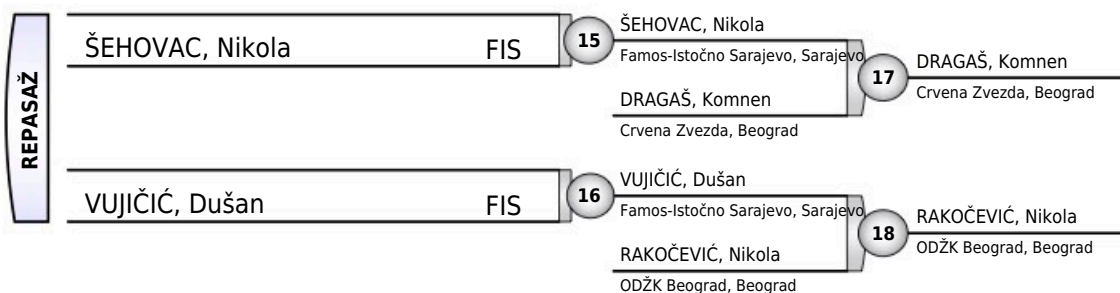 REPASAŽ
ŠEHOVAC, Nikola FIS
15
ŠEHOVAC, Nikola
Famos-Istočno Sarajevo, Sarajevo
DRAGAŠ, Komnen
Crvena Zvezda, Beograd
17
DRAGAŠ, Komnen
Crvena Zvezda, Beograd
VUJIČIĆ, Dušan FIS
16
VUJIČIĆ, Dušan
Famos-Istočno Sarajevo, Sarajevo
RAKOČEVIĆ, Nikola
ODŽK Beograd, Beograd
18
RAKOČEVIĆ, Nikola
ODŽK Beograd, Beograd